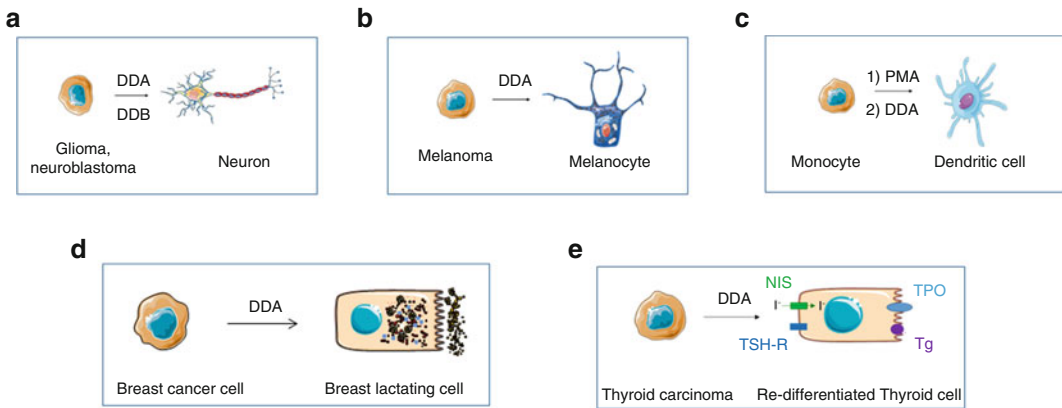 a
DDA
DDB
Glioma,
neuroblastoma
Neuron
b
DDA
Melanoma
Melanocyte
c
1) PMA
2) DDA
Monocyte
Dendritic cell
d
DDA
Breast cancer cell
Breast lactating cell
e
DDA
NIS
I⁻
I⁻
TPO
TSH-R
Tg
Thyroid carcinoma
Re-differentiated Thyroid cell